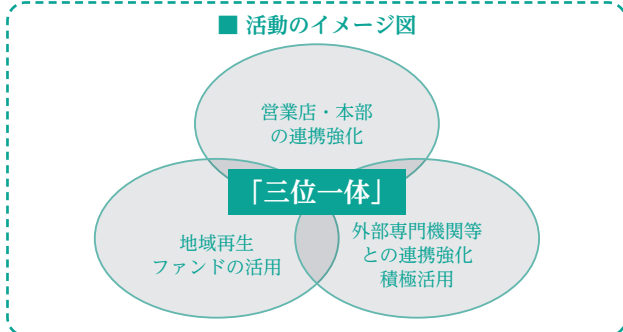 ■ 活動のイメージ図
営業店・本部
の連携強化
「三位一体」
地域再生
ファンドの活用
外部専門機関等
との連携強化
積極活用